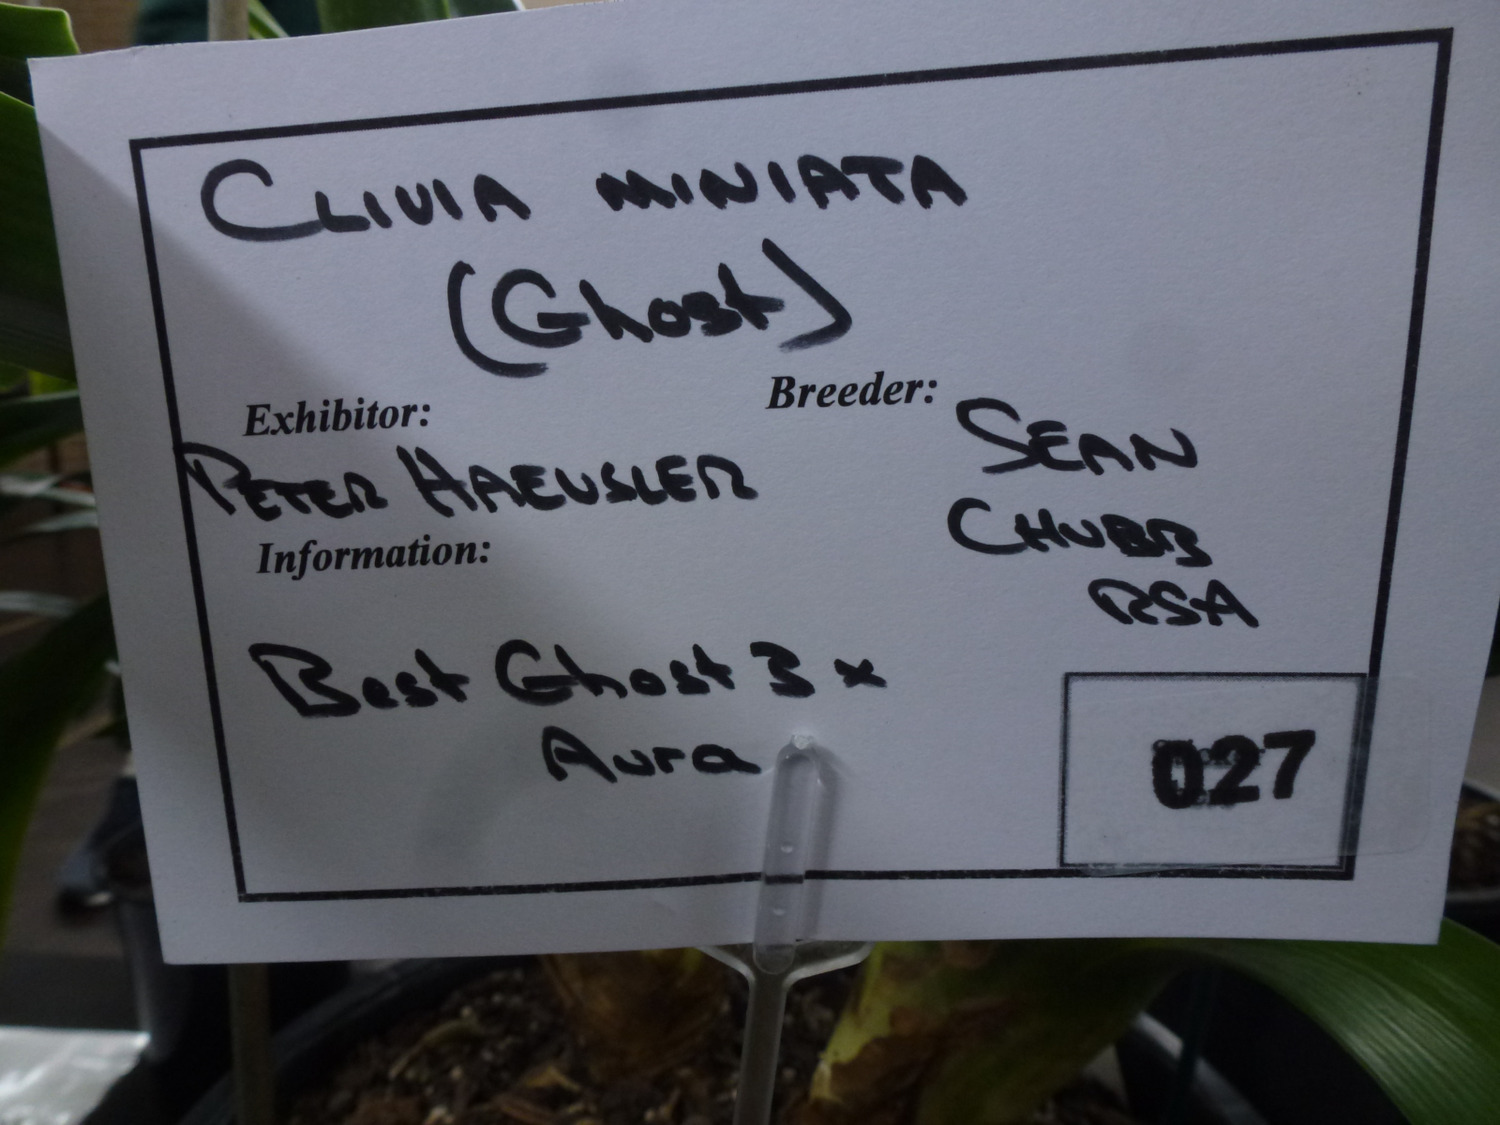 CLIVIA MINIATA
(Ghost)
Exhibitor:
Breeder:
PETER HAEUSLER
SEAN
CHUBB
RSA
Information:
Best Ghost 3 x
Aura
027